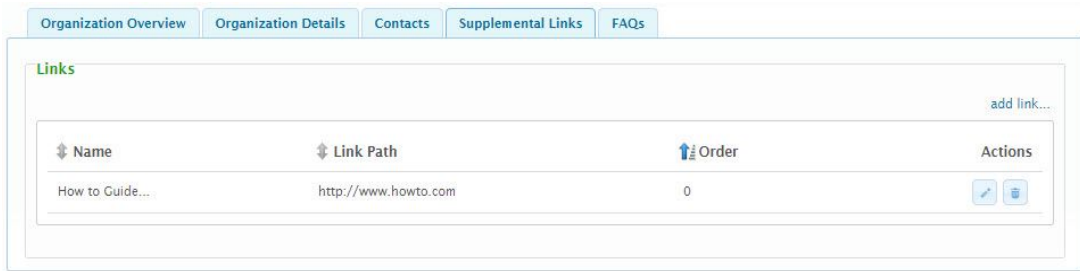 Organization Overview Organization Details Contacts Supplemental Links FAQs
Links
add link...
Name Link Path Order Actions
How to Guide... http://www.howto.com 0